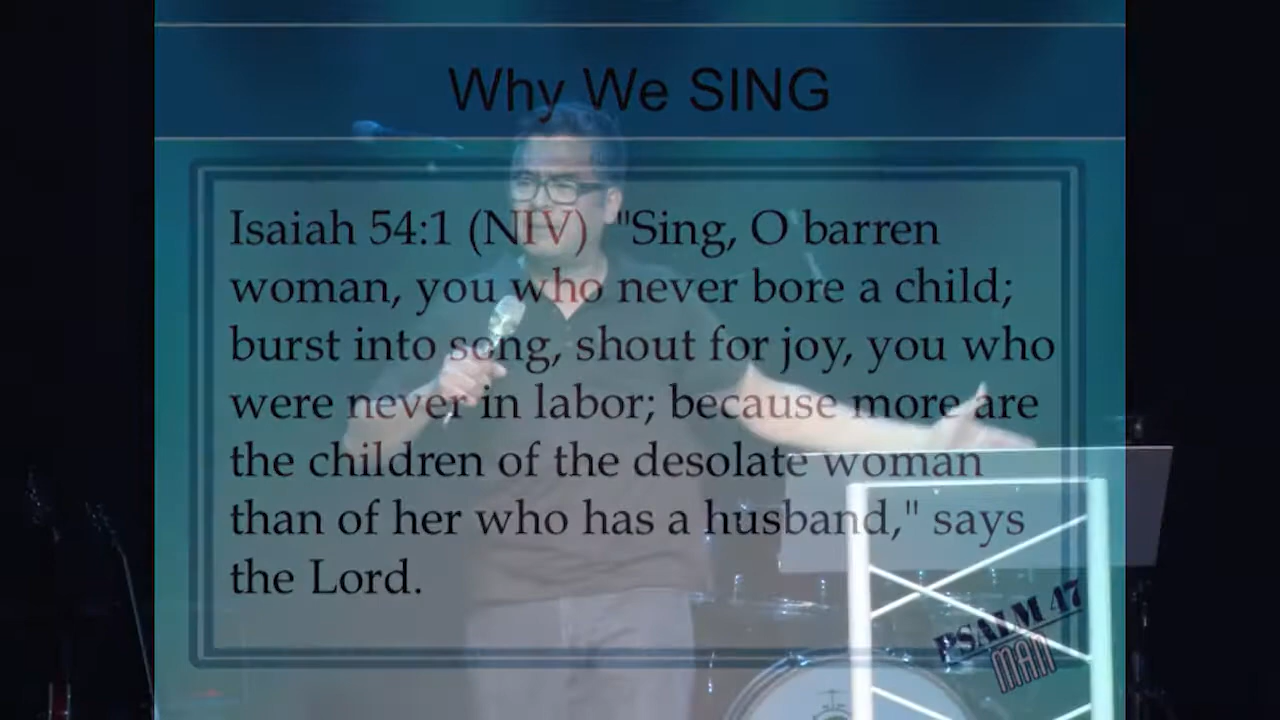 Why We SING
Isaiah 54:1 (NIV) "Sing, O barren
woman, you who never bore a child;
burst into song, shout for joy, you who
were never in labor; because more are
the children of the desolate woman
than of her who has a husband," says
the Lord.
PSALM 47
MAN